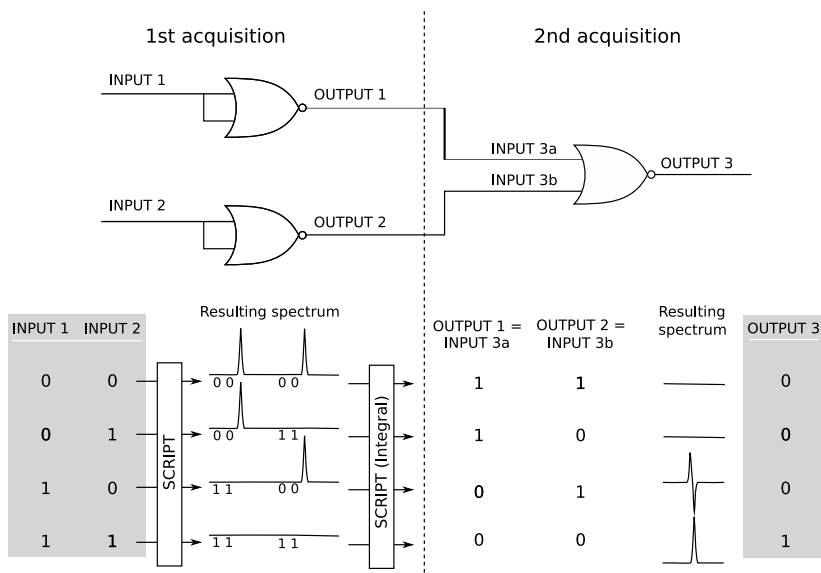 1st acquisition
2nd acquisition
INPUT 1
OUTPUT 1
INPUT 3a
OUTPUT 3
INPUT 3b
INPUT 2
OUTPUT 2
INPUT 1 INPUT 2
Resulting spectrum
OUTPUT 1 = INPUT 3a
OUTPUT 2 = INPUT 3b
Resulting spectrum
OUTPUT 3
SCRIPT
SCRIPT (Integral)
0 0 0 0 0 0 1 1 0
0 1 0 0 1 1 1 0 0
1 0 1 1 0 0 0 1 0
1 1 1 1 1 1 0 0 1